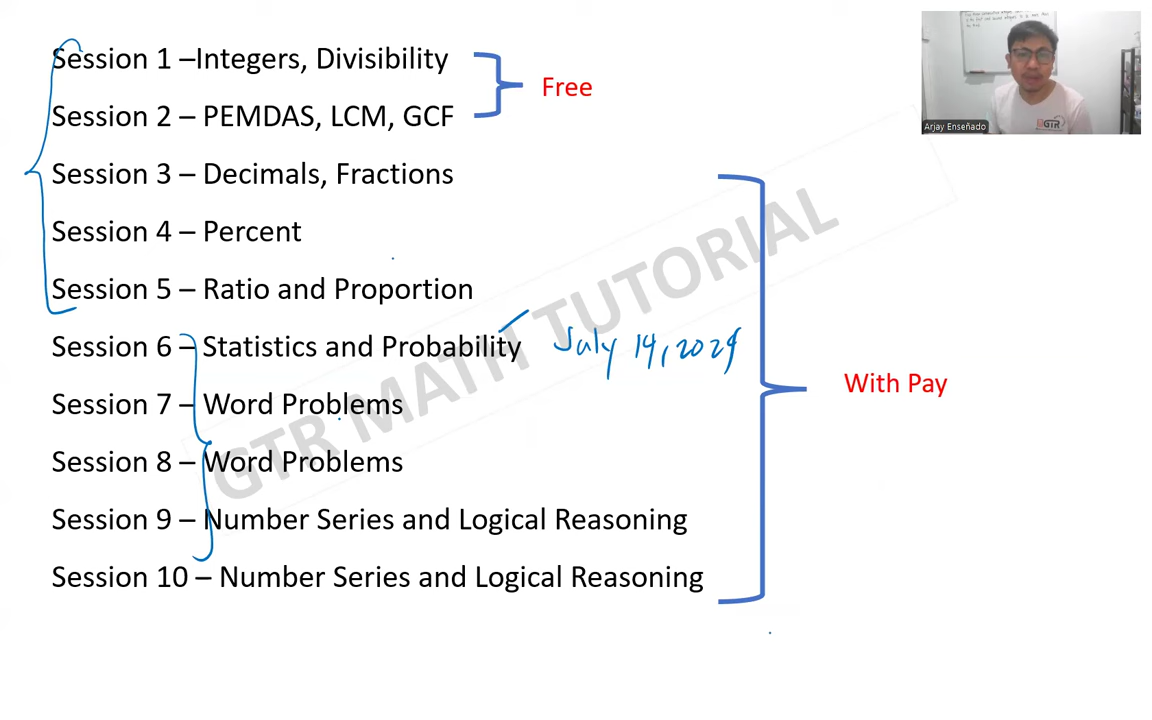 Session 1 –Integers, Divisibility
Free
Session 2 – PEMDAS, LCM, GCF
Session 3 – Decimals, Fractions
Session 4 – Percent
Session 5 – Ratio and Proportion
Session 6 – Statistics and Probability July 14, 2024
Session 7 – Word Problems
With Pay
Session 8 – Word Problems
Session 9 – Number Series and Logical Reasoning
Session 10 – Number Series and Logical Reasoning
GTR MATH TUTORIAL
Arjay Enseñado
GTR